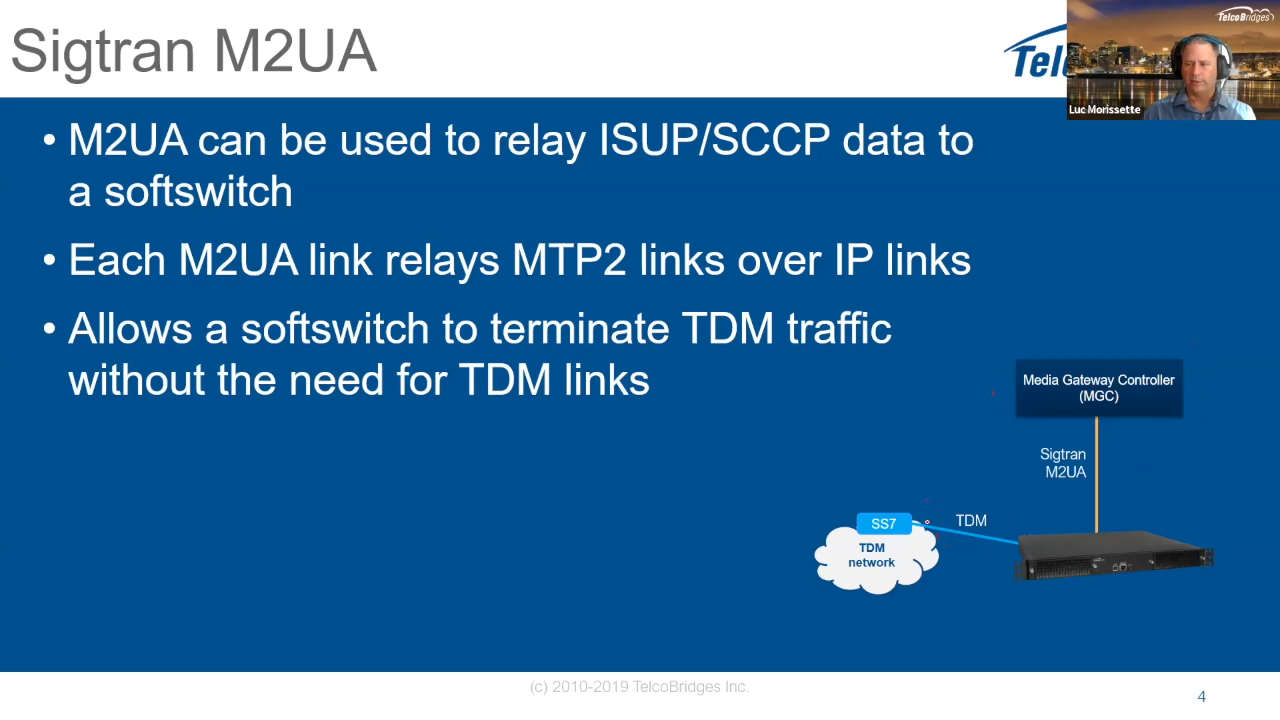 Sigtran M2UA
Tel
TelcoBridges
Luc Morissette
• M2UA can be used to relay ISUP/SCCP data to
a softswitch
• Each M2UA link relays MTP2 links over IP links
• Allows a softswitch to terminate TDM traffic
without the need for TDM links
Media Gateway Controller
(MGC)
Sigtran
M2UA
SS7
TDM
TDM
network
(c) 2010-2019 TelcoBridges Inc.
4